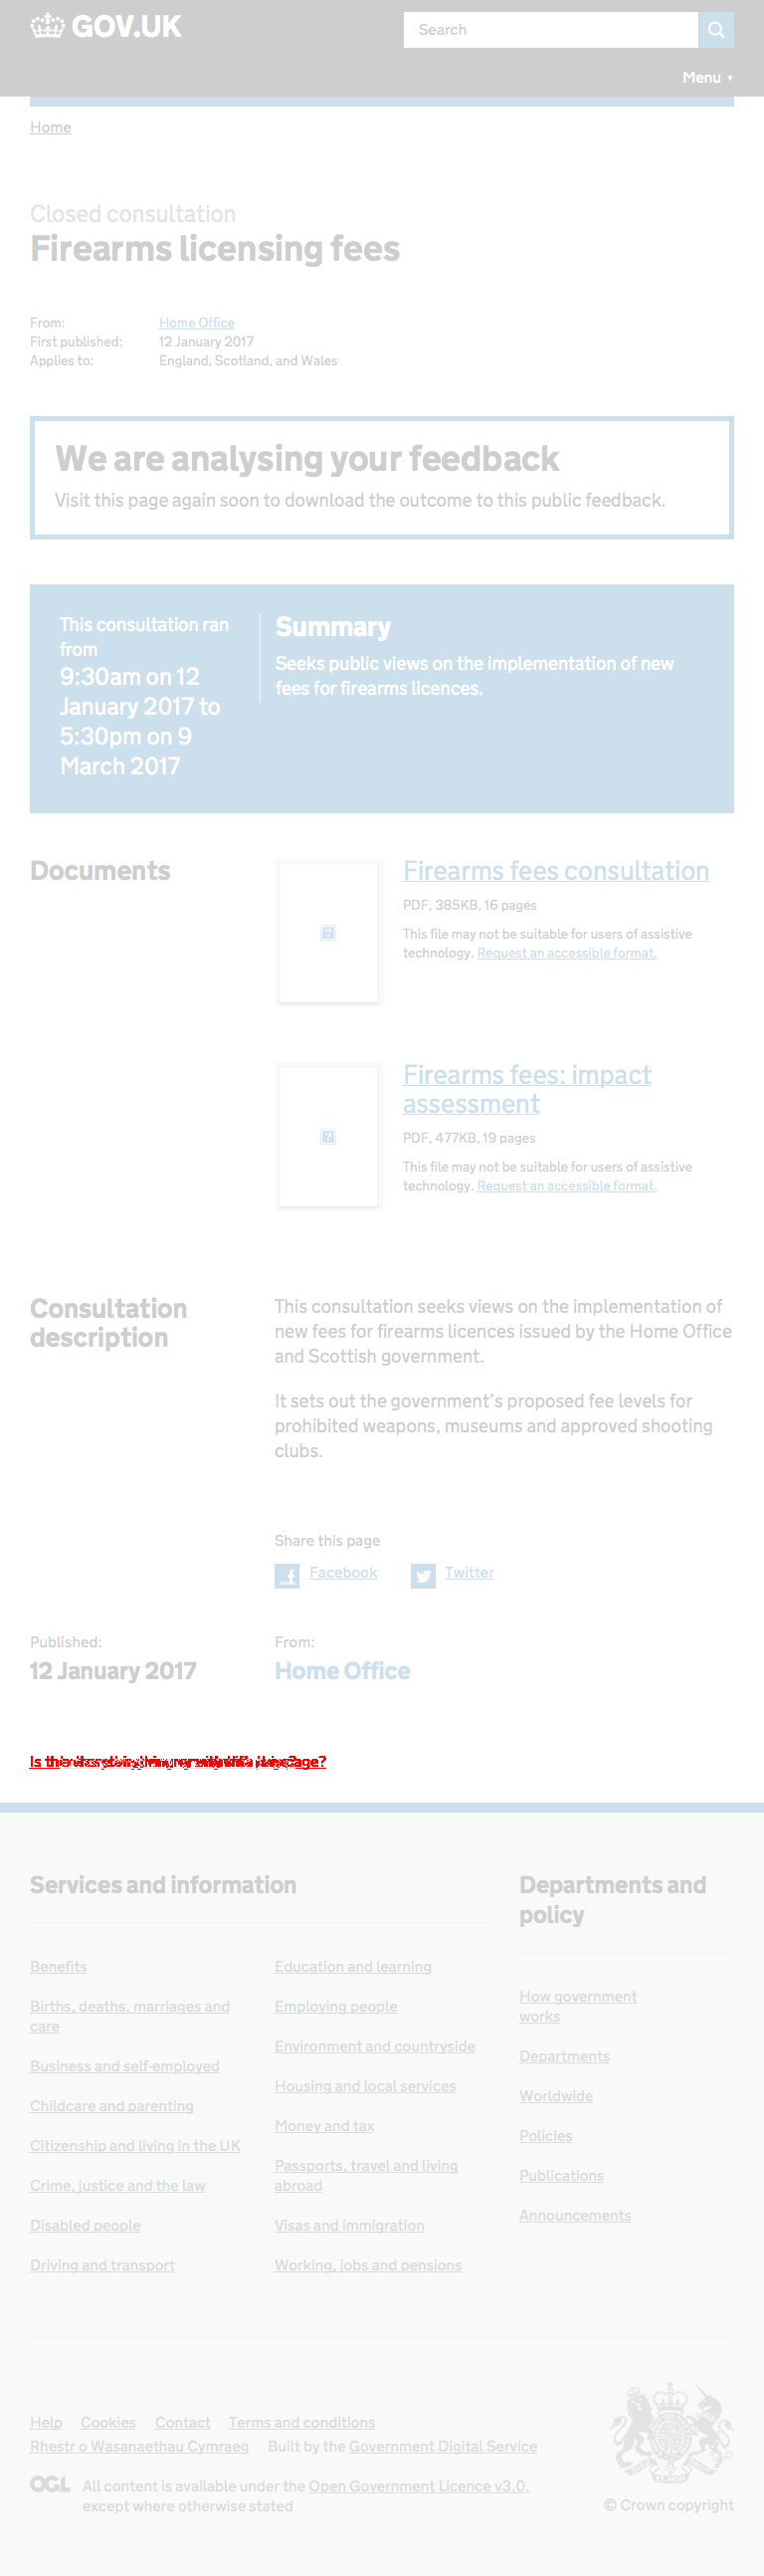 GOV.UK
Search
Menu ▼
Home
Closed consultation
Firearms licensing fees
From: Home Office
First published: 12 January 2017
Applies to: England, Scotland, and Wales
We are analysing your feedback
Visit this page again soon to download the outcome to this public feedback.
This consultation ran
from
9:30am on 12
January 2017 to
5:30pm on 9
March 2017
Summary
Seeks public views on the implementation of new
fees for firearms licences.
Documents
Firearms fees consultation
PDF, 385KB, 16 pages
This file may not be suitable for users of assistive
technology. Request an accessible format.
Firearms fees: impact
assessment
PDF, 477KB, 19 pages
This file may not be suitable for users of assistive
technology. Request an accessible format.
Consultation
description
This consultation seeks views on the implementation of
new fees for firearms licences issued by the Home Office
and Scottish government.
It sets out the government’s proposed fee levels for
prohibited weapons, museums and approved shooting
clubs.
Share this page
Facebook Twitter
Published:
12 January 2017
From:
Home Office
Services and information
Benefits
Births, deaths, marriages and
care
Business and self-employed
Childcare and parenting
Citizenship and living in the UK
Crime, justice and the law
Disabled people
Driving and transport
Education and learning
Employing people
Environment and countryside
Housing and local services
Money and tax
Passports, travel and living
abroad
Visas and immigration
Working, jobs and pensions
Departments and
policy
How government
works
Departments
Worldwide
Policies
Publications
Announcements
Help Cookies Contact Terms and conditions
Rhestr o Wasanaethau Cymraeg Built by the Government Digital Service
OGL All content is available under the Open Government Licence v3.0,
except where otherwise stated
© Crown copyright